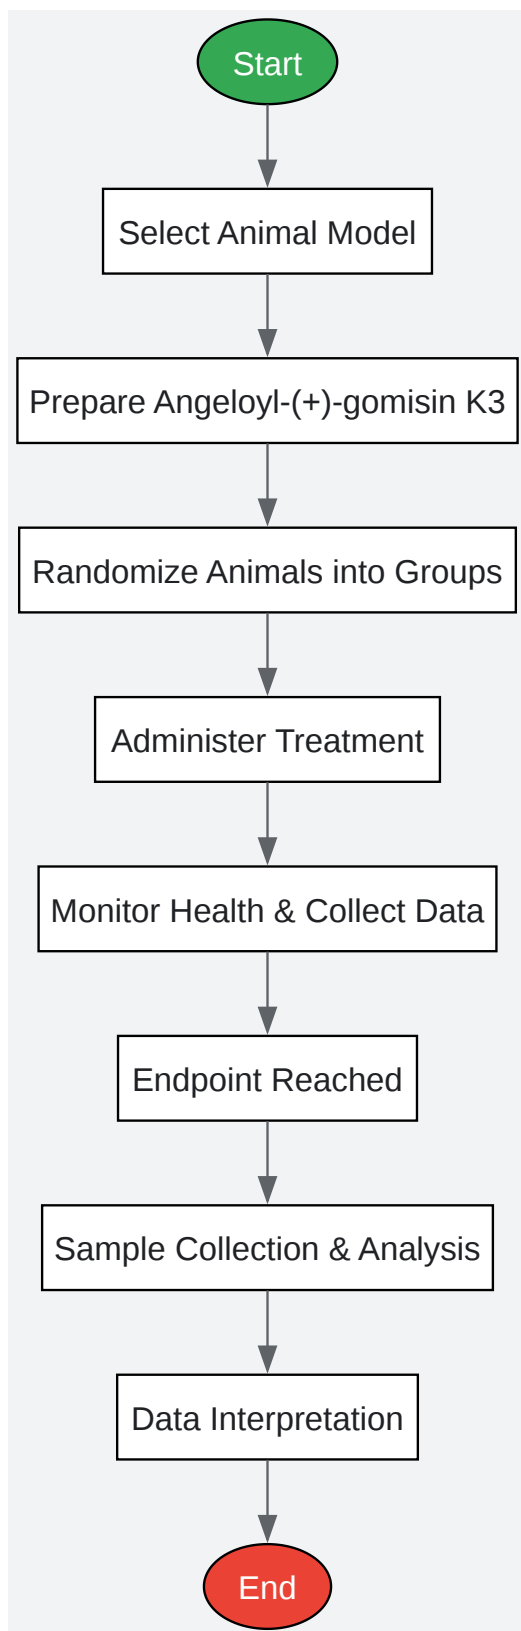 Start
Select Animal Model
Prepare Angeloyl-(+)-gomisin K3
Randomize Animals into Groups
Administer Treatment
Monitor Health & Collect Data
Endpoint Reached
Sample Collection & Analysis
Data Interpretation
End